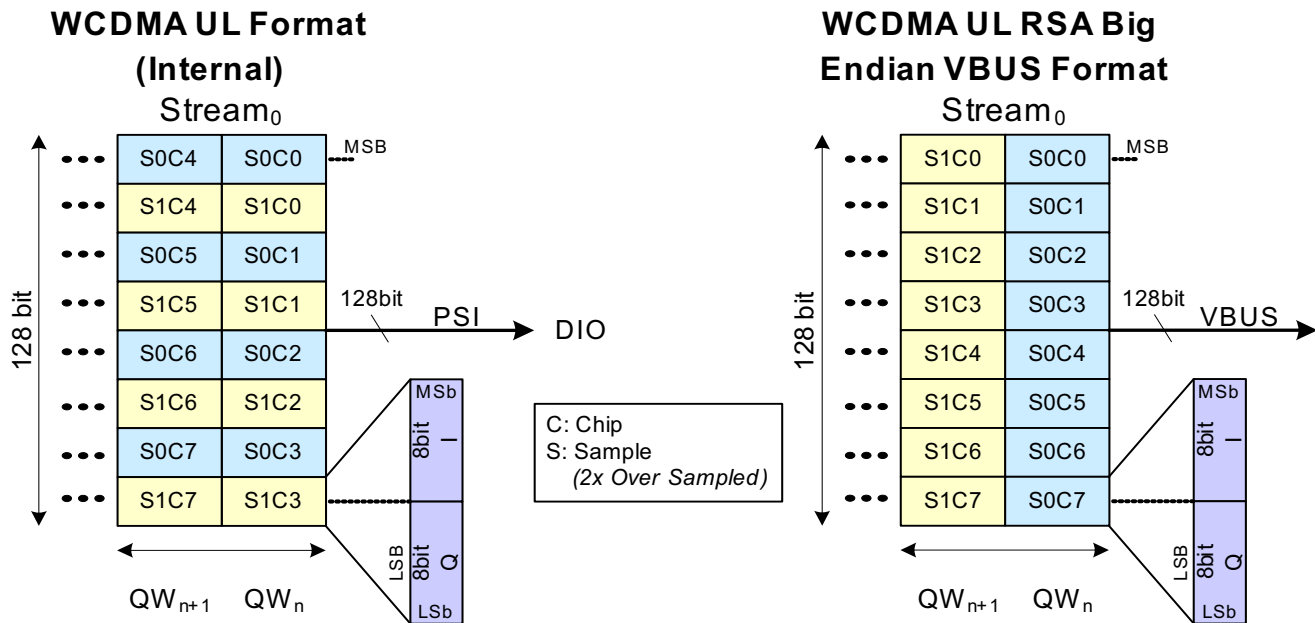 WCDMA UL Format
(Internal)
Stream0
MSB
S0C4 S0C0
S1C4 S1C0
S0C5 S0C1
S1C5 S1C1
S0C6 S0C2
S1C6 S1C2
S0C7 S0C3
S1C7 S1C3
128 bit
128bit
PSI
DIO
MSb
8bit I
8bit Q
LSB
LSb
QWn+1 QWn
C: Chip
S: Sample
(2x Over Sampled)
WCDMA UL RSA Big
Endian VBUS Format
Stream0
MSB
S1C0 S0C0
S1C1 S0C1
S1C2 S0C2
S1C3 S0C3
S1C4 S0C4
S1C5 S0C5
S1C6 S0C6
S1C7 S0C7
128 bit
128bit
VBUS
MSb
8bit I
8bit Q
LSB
LSb
QWn+1 QWn